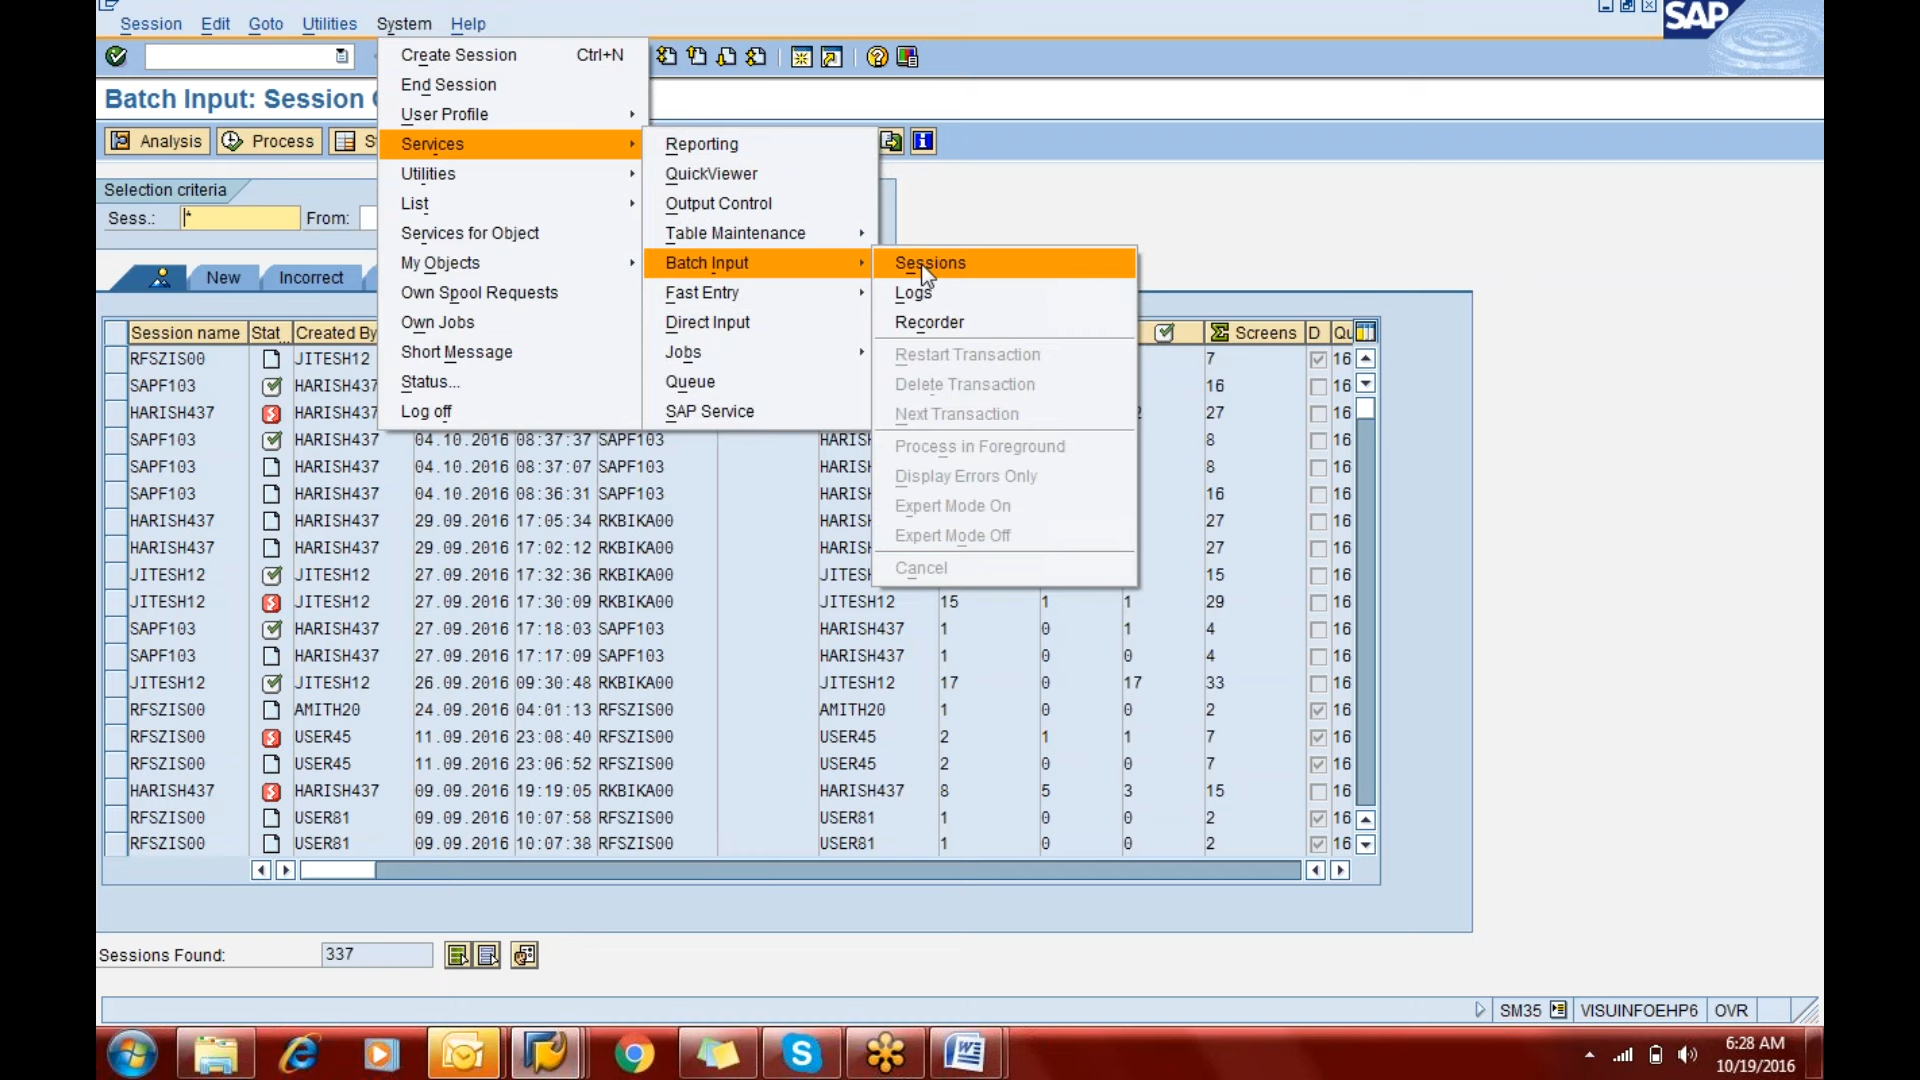 Session Edit Goto Utilities System Help
SAP
Create Session Ctrl+N
End Session
User Profile
Services
Utilities
List
Services for Object
My Objects
Own Spool Requests
Own Jobs
Short Message
Status...
Log off
Reporting
QuickViewer
Output Control
Table Maintenance
Batch Input
Fast Entry
Direct Input
Jobs
Queue
SAP Service
Sessions
Logs
Recorder
Restart Transaction
Delete Transaction
Next Transaction
Process in Foreground
Display Errors Only
Expert Mode On
Expert Mode Off
Cancel
Batch Input: Session
Analysis Process
Selection criteria
Sess.: * From:
New Incorrect
Session name Stat... Created By Screens D Qu
RFSZIS00 JITESH12 7 16
SAPF103 HARISH437 16 16
HARISH437 HARISH437 2 27 16
SAPF103 HARISH437 04.10.2016 08:37:37 SAPF103 HARISH 8 16
SAPF103 HARISH437 04.10.2016 08:37:07 SAPF103 HARISH 8 16
SAPF103 HARISH437 04.10.2016 08:36:31 SAPF103 HARISH 16 16
HARISH437 HARISH437 29.09.2016 17:05:34 RKBIKA00 HARISH 27 16
HARISH437 HARISH437 29.09.2016 17:02:12 RKBIKA00 HARISH 27 16
JITESH12 JITESH12 27.09.2016 17:32:36 RKBIKA00 JITESH 15 16
JITESH12 JITESH12 27.09.2016 17:30:09 RKBIKA00 JITESH12 15 1 1 29 16
SAPF103 HARISH437 27.09.2016 17:18:03 SAPF103 HARISH437 1 0 1 4 16
SAPF103 HARISH437 27.09.2016 17:17:09 SAPF103 HARISH437 1 0 0 4 16
JITESH12 JITESH12 26.09.2016 09:30:48 RKBIKA00 JITESH12 17 0 17 33 16
RFSZIS00 AMITH20 24.09.2016 04:01:13 RFSZIS00 AMITH20 1 0 0 2 16
RFSZIS00 USER45 11.09.2016 23:08:40 RFSZIS00 USER45 2 1 1 7 16
RFSZIS00 USER45 11.09.2016 23:06:52 RFSZIS00 USER45 2 0 0 7 16
HARISH437 HARISH437 09.09.2016 19:19:05 RKBIKA00 HARISH437 8 5 3 15 16
RFSZIS00 USER81 09.09.2016 10:07:58 RFSZIS00 USER81 1 0 0 2 16
RFSZIS00 USER81 09.09.2016 10:07:38 RFSZIS00 USER81 1 0 0 2 16
Sessions Found: 337
SM35 VISUINFOEHP6 OVR
6:28 AM
10/19/2016